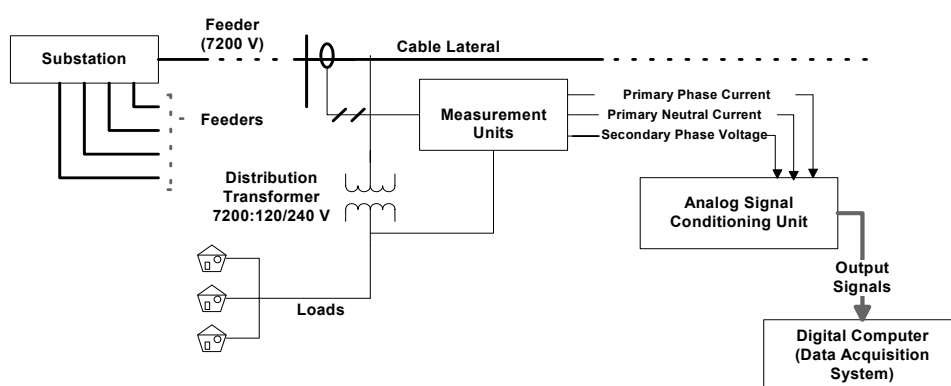 Feeder
(7200 V)
Substation
Cable Lateral
Feeders
Measurement
Units
Primary Phase Current
Primary Neutral Current
Secondary Phase Voltage
Distribution
Transformer
7200:120/240 V
Analog Signal
Conditioning Unit
Loads
Output
Signals
Digital Computer
(Data Acquisition
System)